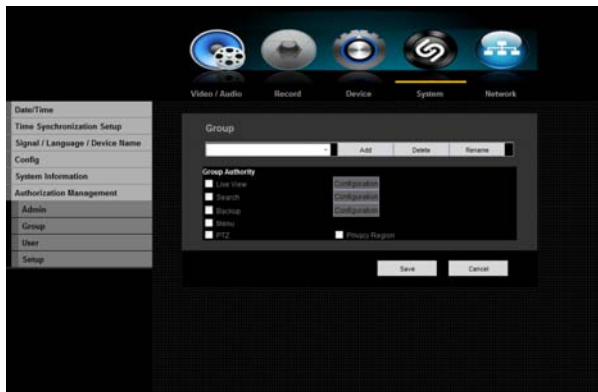 Video / Audio Record Device System Network
Date/Time
Time Synchronization Setup
Signal / Language / Device Name
Config
System Information
Authorization Management
Admin
Group
User
Setup
Group
Add Delete Rename
Group Authority
Live View Configuration
Search Configuration
Backup Configuration
Menu
PTZ Privacy Region
Save Cancel